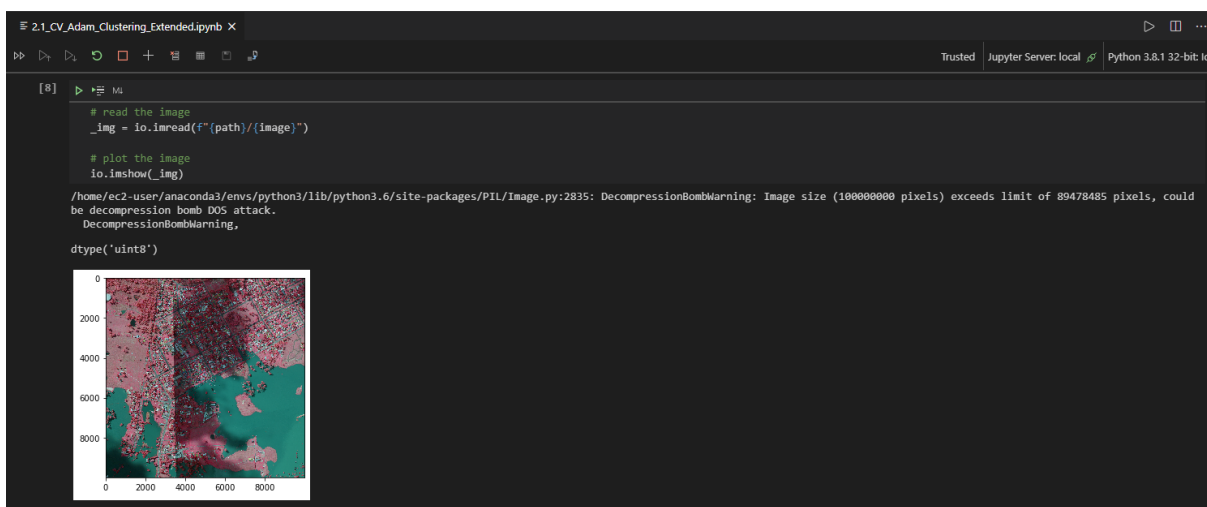 2.1_CV_Adam_Clustering_Extended.ipynb
Trusted Jupyter Server: local Python 3.8.1 32-bit:
[8]
M↓
# read the image
_img = io.imread(f"{path}/{image}")
# plot the image
io.imshow(_img)
/home/ec2-user/anaconda3/envs/python3/lib/python3.6/site-packages/PIL/Image.py:2835: DecompressionBombWarning: Image size (100000000 pixels) exceeds limit of 89478485 pixels, could
be decompression bomb DOS attack.
DecompressionBombWarning,
dtype('uint8')
0
2000
4000
6000
8000
0 2000 4000 6000 8000